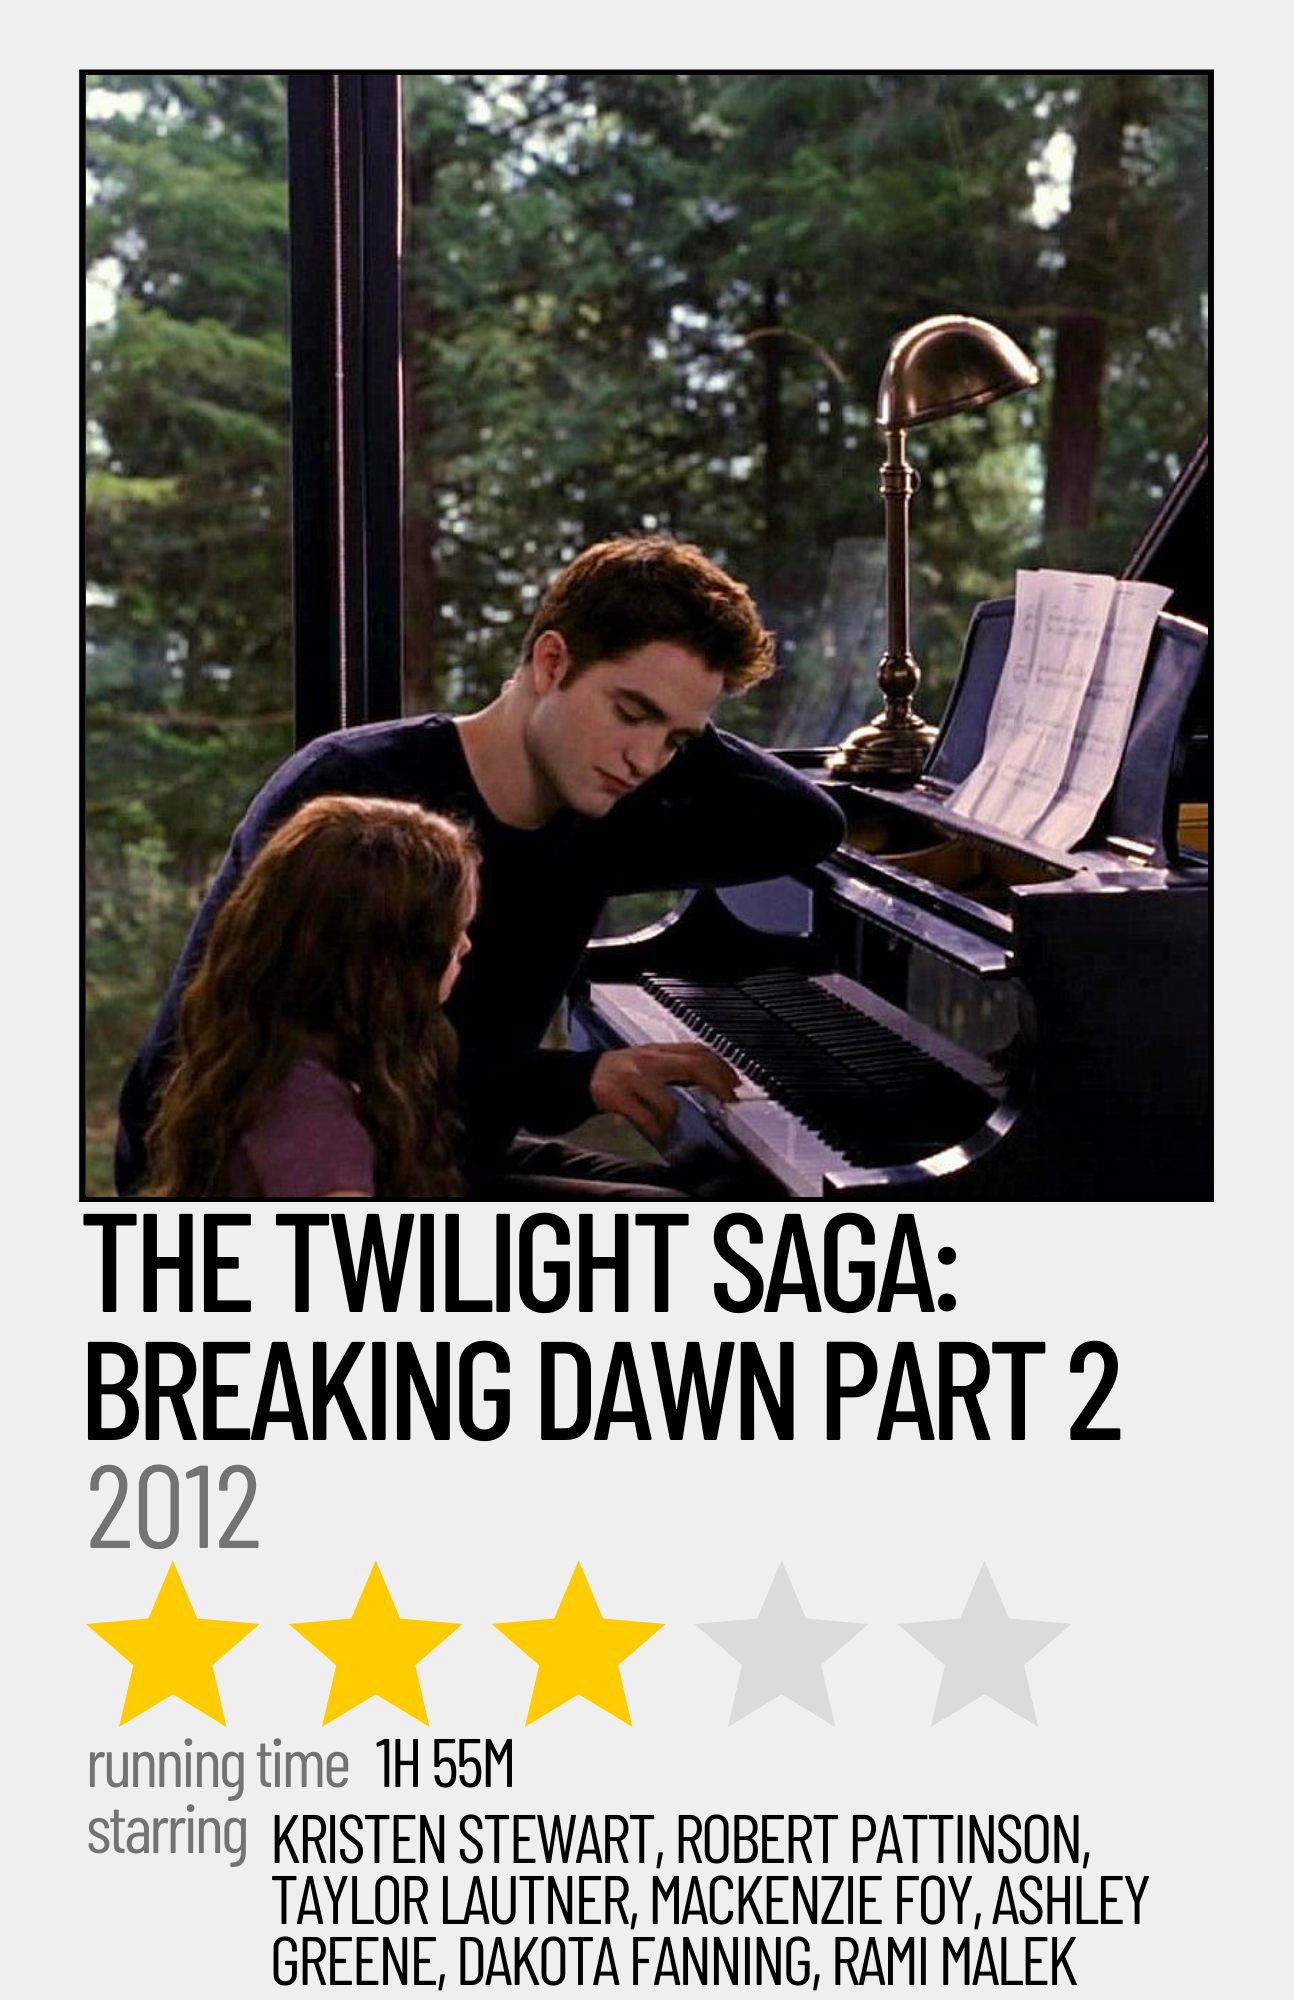 THE TWILIGHT SAGA:
BREAKING DAWN PART 2
2012
running time 1H 55M
starring KRISTEN STEWART, ROBERT PATTINSON,
TAYLOR LAUTNER, MACKENZIE FOY, ASHLEY
GREENE, DAKOTA FANNING, RAMI MALEK